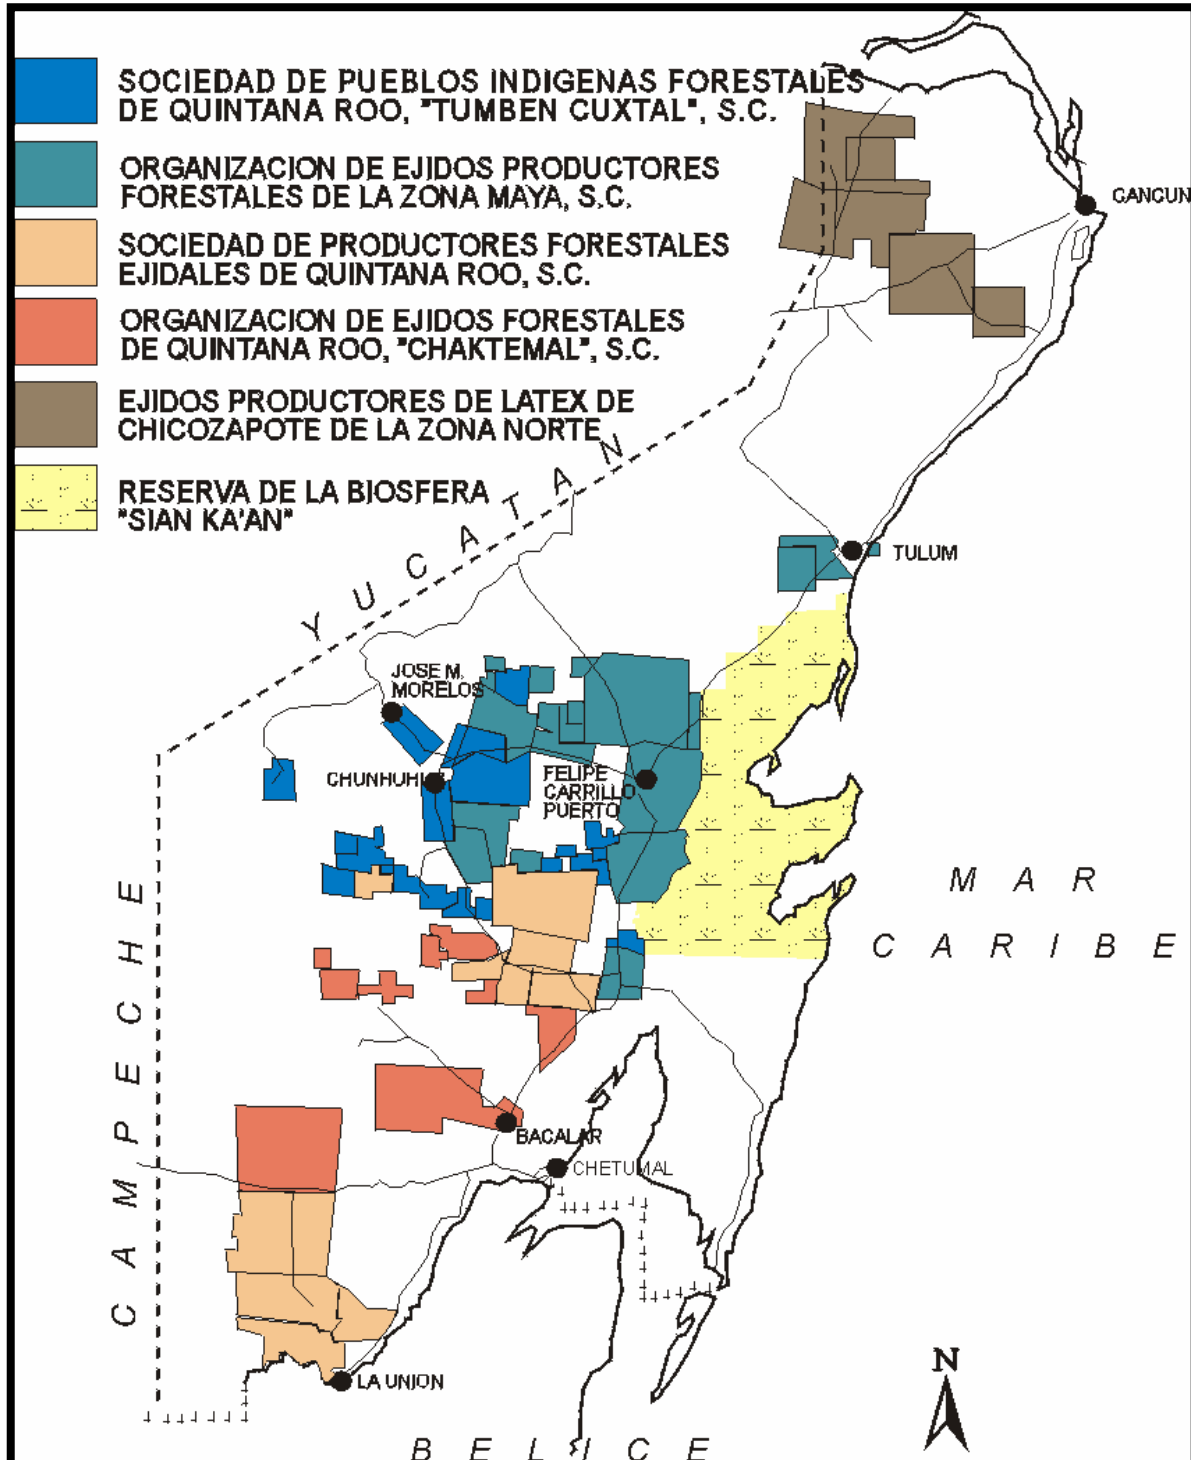 SOCIEDAD DE PUEBLOS INDIGENAS FORESTALES
DE QUINTANA ROO, "TUMBEN CUXTAL", S.C.
ORGANIZACION DE EJIDOS PRODUCTORES
FORESTALES DE LA ZONA MAYA, S.C.
SOCIEDAD DE PRODUCTORES FORESTALES
EJIDALES DE QUINTANA ROO, S.C.
ORGANIZACION DE EJIDOS FORESTALES
DE QUINTANA ROO, "CHAKTEMAL", S.C.
EJIDOS PRODUCTORES DE LATEX DE
CHICOZAPOTE DE LA ZONA NORTE
RESERVA DE LA BIOSFERA
"SIAN KA'AN"
CANCUN
YUCATAN
TULUM
JOSE M.
MORELOS
CHUNHUHUB
FELIPE
CARRILLO
PUERTO
MAR
CARIBE
CAMPECHE
BACALAR
CHETUMAL
LA UNION
N
BELICE